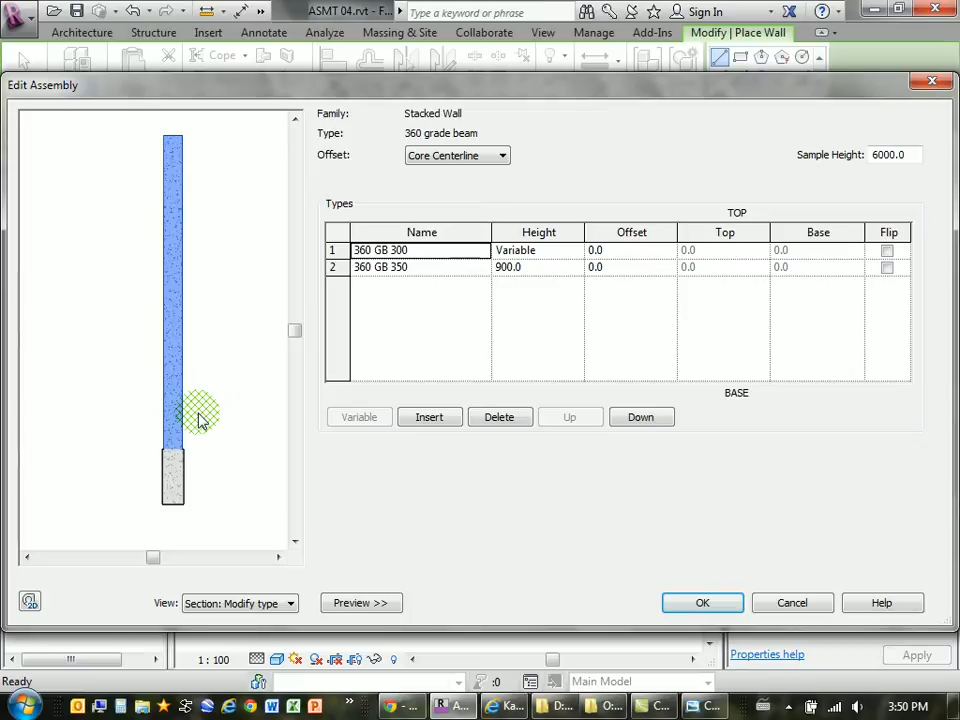 ASMT 04.rvt - F...
Type a keyword or phrase
Sign In
Architecture
Structure
Insert
Annotate
Analyze
Massing & Site
Collaborate
View
Manage
Add-Ins
Modify | Place Wall
Cope
Edit Assembly
Family: Stacked Wall
Type: 360 grade beam
Offset: Core Centerline
Sample Height: 6000.0
Types
TOP
Name Height Offset Top Base Flip
1 360 GB 300 Variable 0.0 0.0 0.0
2 360 GB 350 900.0 0.0 0.0 0.0
BASE
Variable Insert Delete Up Down
2D
View: Section: Modify type
Preview >>
OK Cancel Help
1 : 100
Properties help
Apply
Ready
:0
Main Model
- ...
A...
Ka...
D:...
O:...
C...
C...
3:50 PM